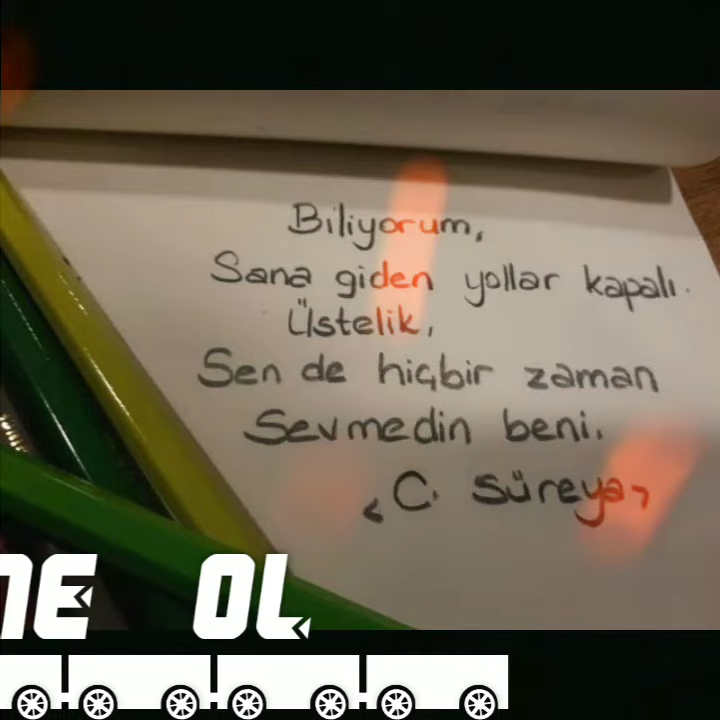 Biliyorum,
Sana giden yollar kapalı.
Üstelik,
Sen de hiçbir zaman
Sevmedin beni.
C. Süreya
NE OL